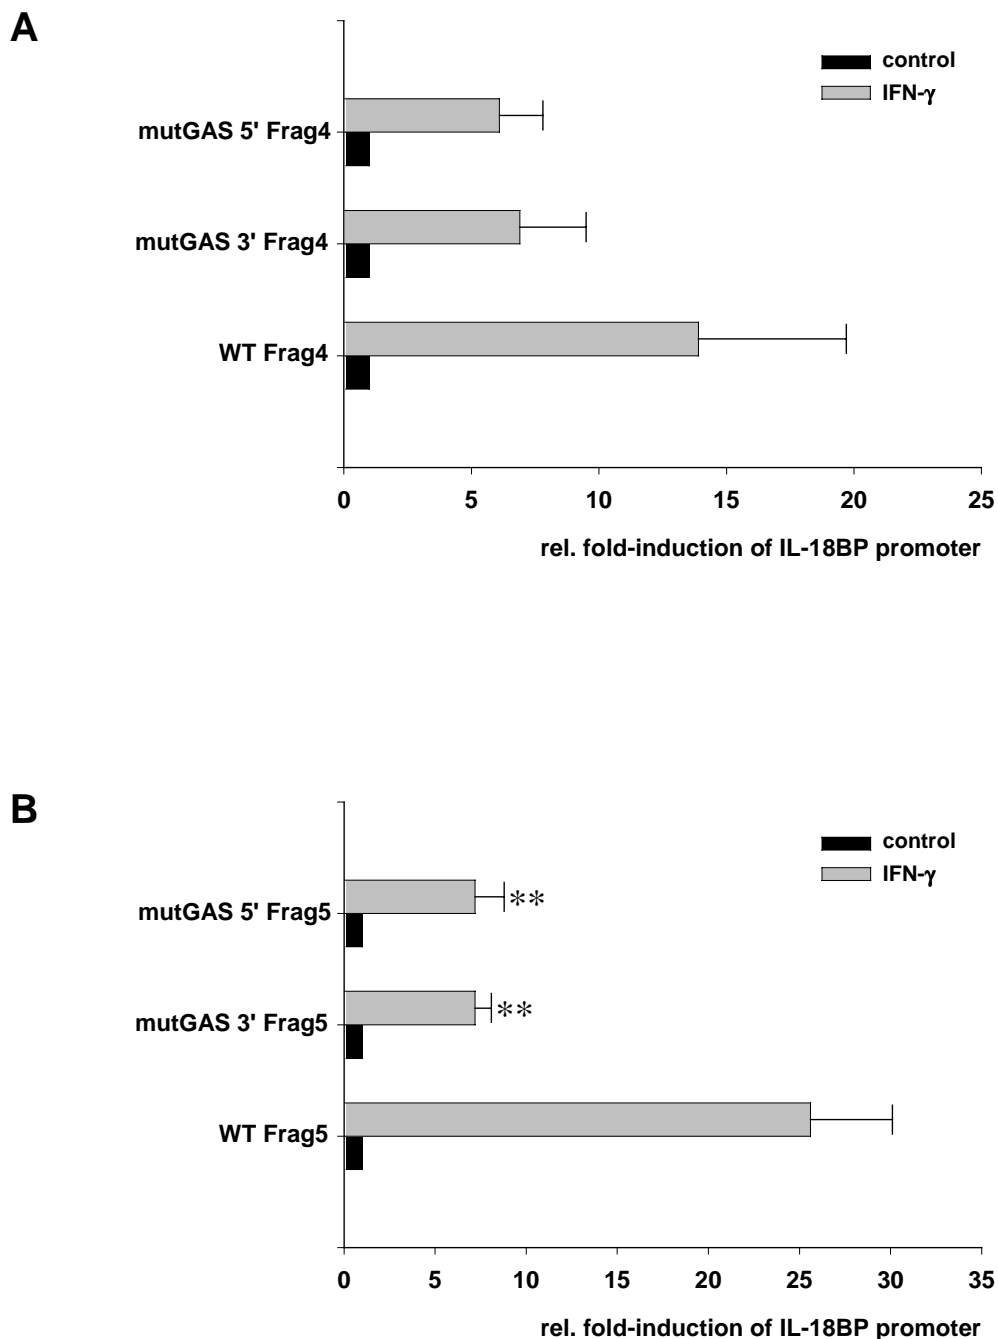 A
control
IFN-γ
mutGAS 5' Frag4
mutGAS 3' Frag4
WT Frag4
0 5 10 15 20 25
rel. fold-induction of IL-18BP promoter
B
control
IFN-γ
mutGAS 5' Frag5
**
mutGAS 3' Frag5
**
WT Frag5
0 5 10 15 20 25 30 35
rel. fold-induction of IL-18BP promoter